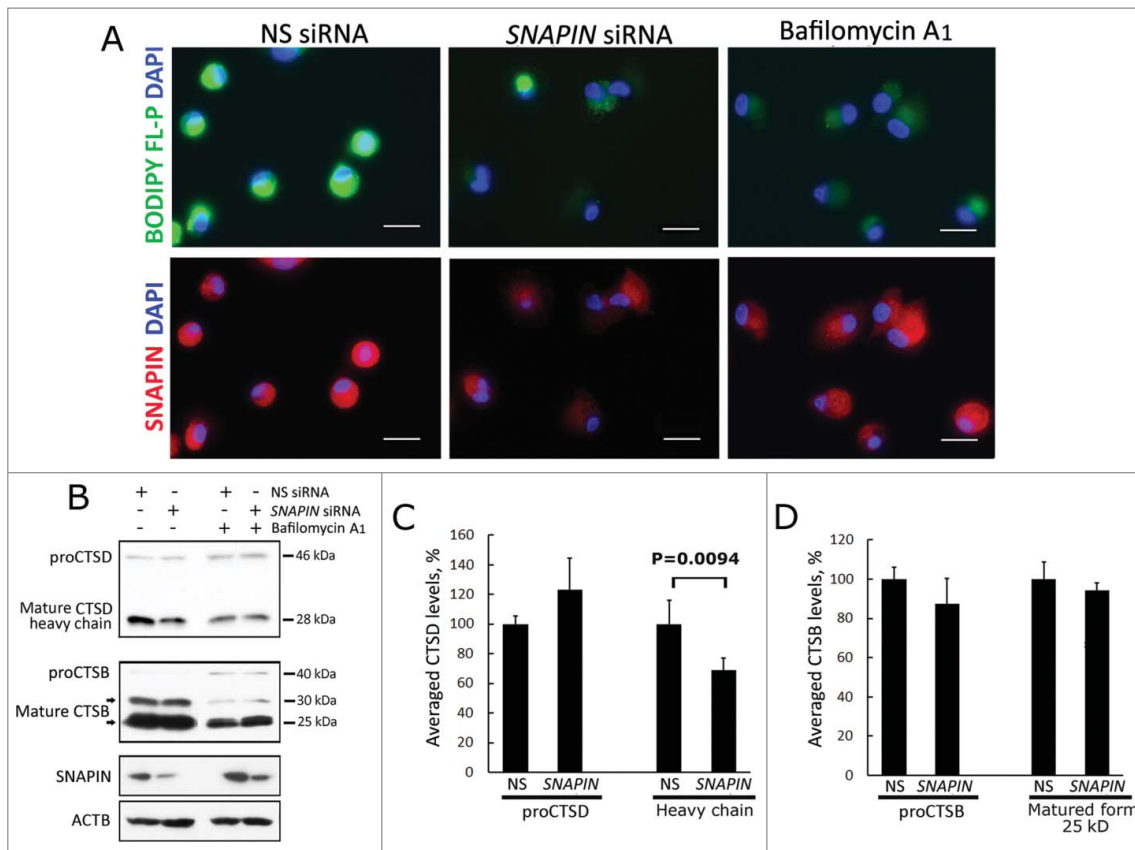 A
NS siRNA
SNAPIN siRNA
Bafilomycin A1
BODIPY FL-P DAPI
SNAPIN DAPI
B
+ - + - NS siRNA
- + - + SNAPIN siRNA
- - + + Bafilomycin A1
proCTSD
46 kDa
Mature CTSD
heavy chain
28 kDa
proCTSB
40 kDa
30 kDa
Mature CTSB
25 kDa
SNAPIN
ACTB
C
Averaged CTSD levels, %
160
140
120
100
80
60
40
20
0
P=0.0094
NS SNAPIN NS SNAPIN
proCTSD Heavy chain
D
Averaged CTSB levels, %
120
100
80
60
40
20
0
NS SNAPIN NS SNAPIN
proCTSB Matured form
25 kD